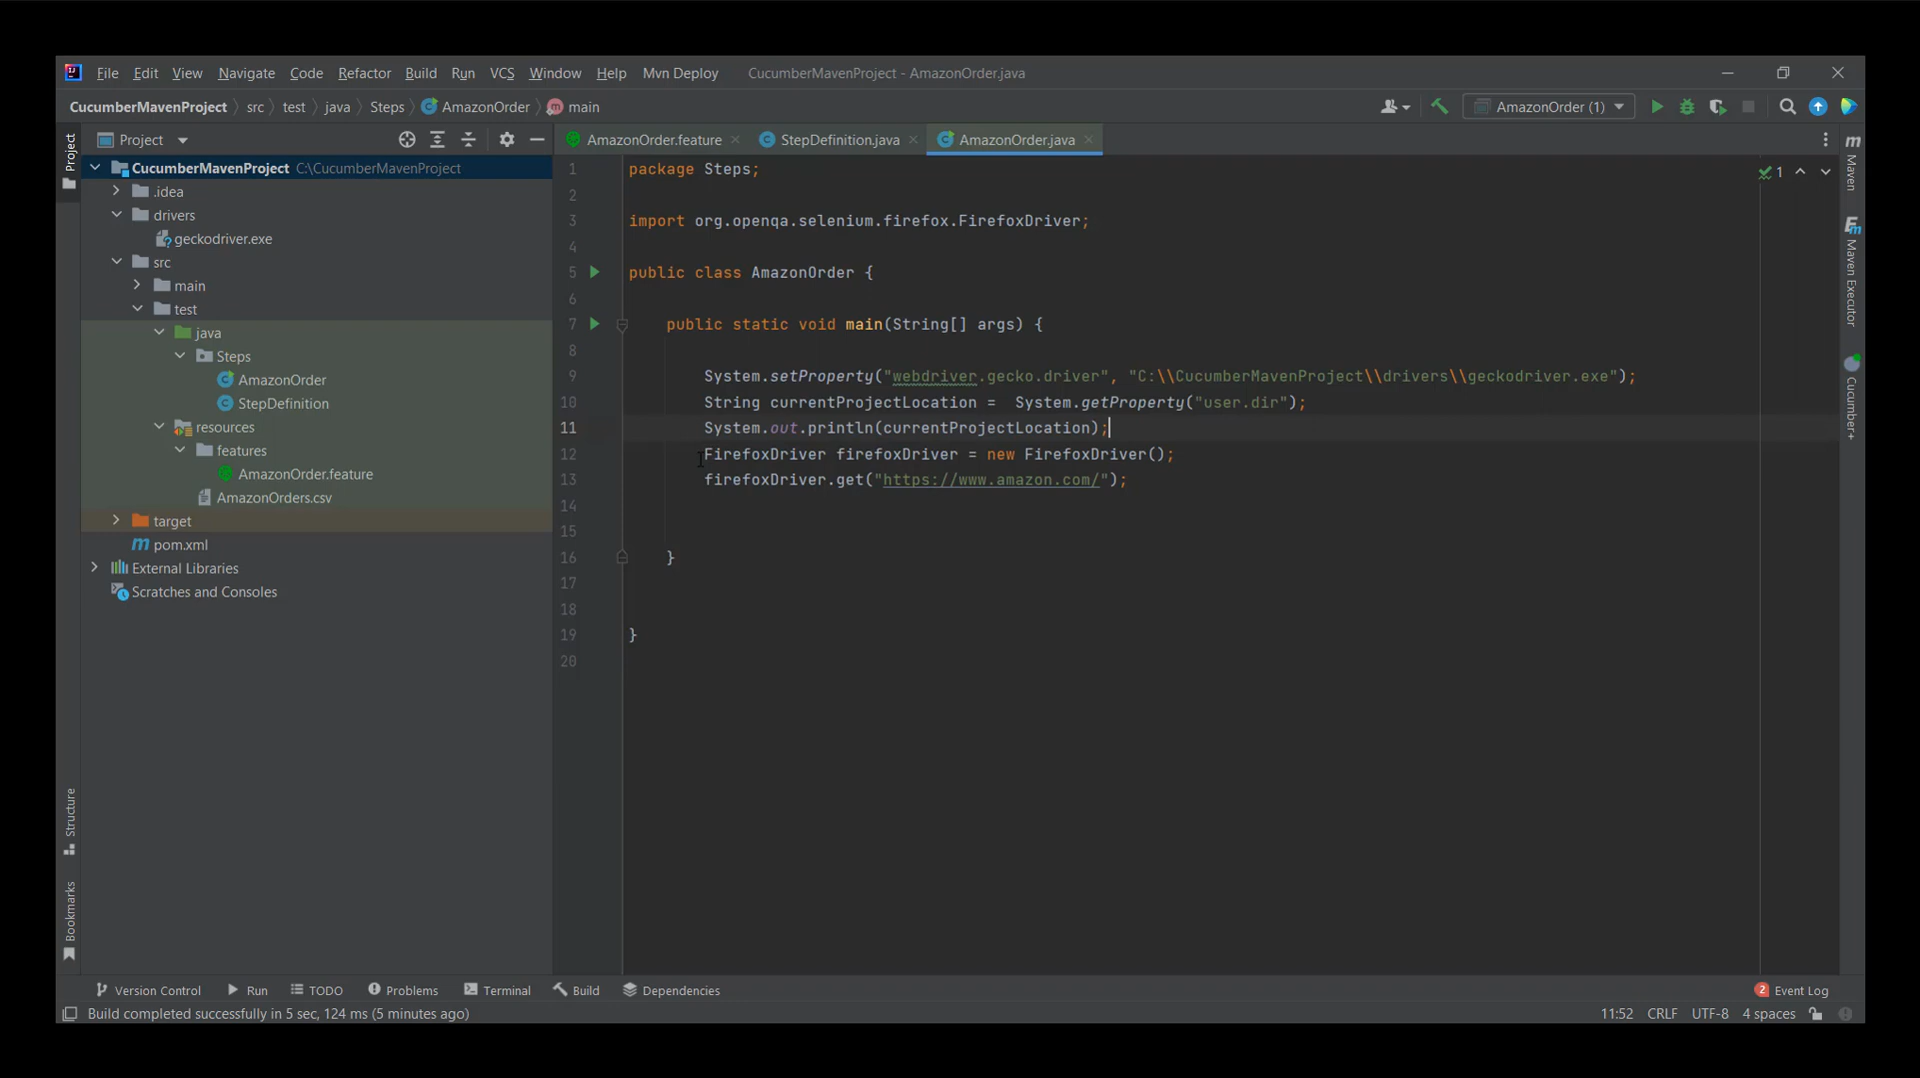 File Edit View Navigate Code Refactor Build Run VCS Window Help Mvn Deploy CucumberMavenProject - AmazonOrder.java
CucumberMavenProject src test java Steps AmazonOrder main AmazonOrder (1)
Project
Project
CucumberMavenProject C:\CucumberMavenProject
.idea
drivers
geckodriver.exe
src
main
test
java
Steps
AmazonOrder
StepDefinition
resources
features
AmazonOrder.feature
AmazonOrders.csv
target
pom.xml
External Libraries
Scratches and Consoles
Structure
Bookmarks
AmazonOrder.feature StepDefinition.java AmazonOrder.java
1 package Steps;
2
3 import org.openqa.selenium.firefox.FirefoxDriver;
4
5 public class AmazonOrder {
6
7 public static void main(String[] args) {
8
9 System.setProperty("webdriver.gecko.driver", "C:\\CucumberMavenProject\\drivers\\geckodriver.exe");
10 String currentProjectLocation = System.getProperty("user.dir");
11 System.out.println(currentProjectLocation);
12 FirefoxDriver firefoxDriver = new FirefoxDriver();
13 firefoxDriver.get("https://www.amazon.com/");
14
15
16 }
17
18
19 }
20
1
Maven
Maven Executor
Cucumber+
Version Control Run TODO Problems Terminal Build Dependencies 2 Event Log
Build completed successfully in 5 sec, 124 ms (5 minutes ago) 11:52 CRLF UTF-8 4 spaces